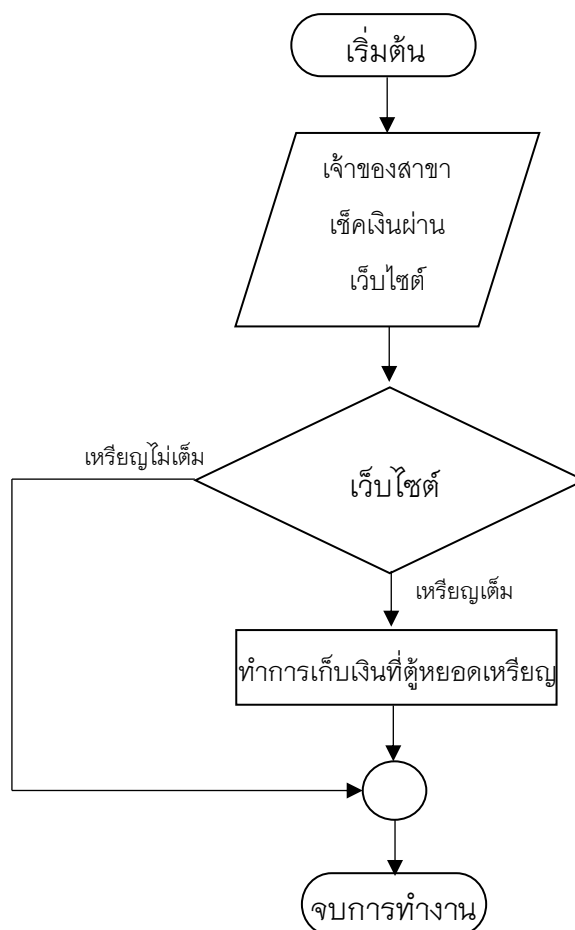 เริ่มต้น
เจ้าของสาขา
เช็คเงินผ่าน
เว็บไซต์
เหรียญไม่เต็ม
เว็บไซต์
เหรียญเต็ม
ทำการเก็บเงินที่ตู้หยอดเหรียญ
จบการทำงาน